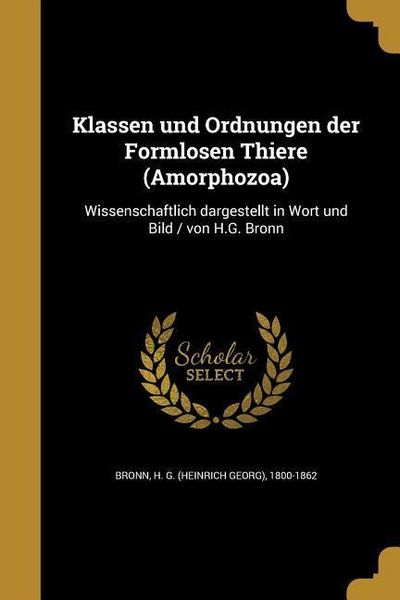 Klassen und Ordnungen der
Formlosen Thiere
(Amorphozoa)
Wissenschaftlich dargestellt in Wort und
Bild / von H.G. Bronn
Scholar
SELECT
BRONN, H. G. (HEINRICH GEORG), 1800-1862